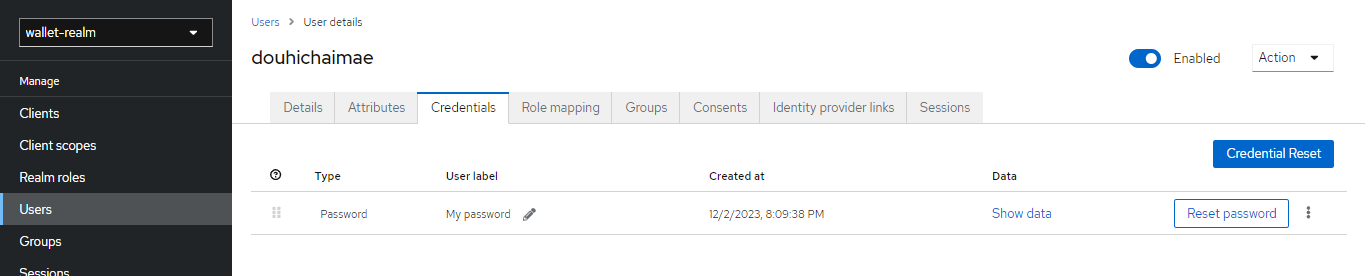 wallet-realm
Manage
Clients
Client scopes
Realm roles
Users
Groups
Sessions
Users > User details
douhichaimae
Enabled
Action
Details Attributes Credentials Role mapping Groups Consents Identity provider links Sessions
Credential Reset
Type User label Created at Data
Password My password 12/2/2023, 8:09:38 PM Show data Reset password